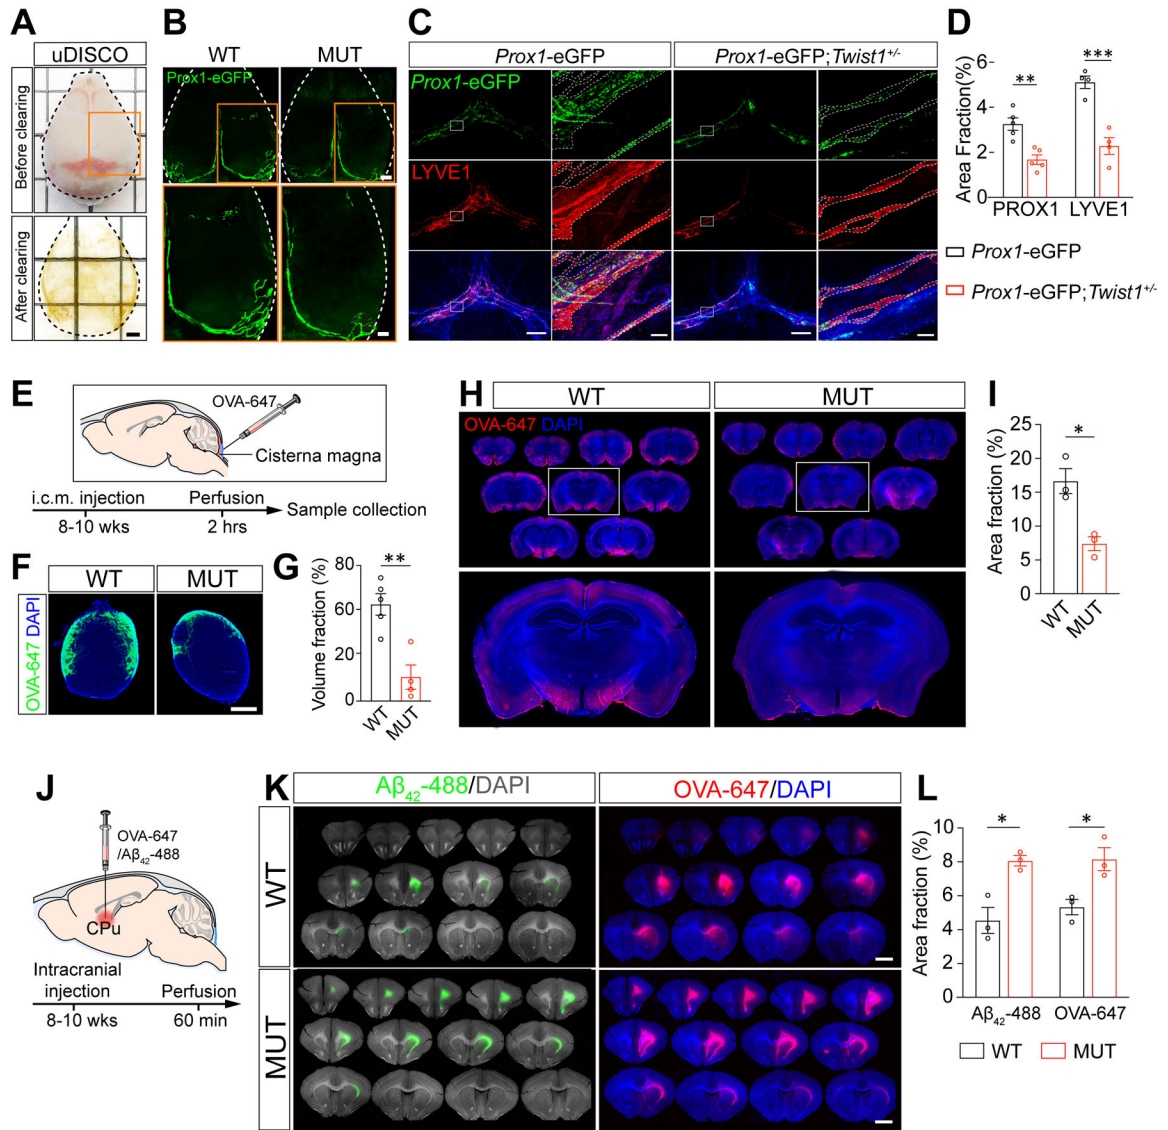 A
uDISCO
Before clearing
After clearing
B
WT
MUT
Prox1-eGFP
C
Prox1-eGFP
Prox1-eGFP;Twist1+/-
Prox1-eGFP
LYVE1
D
Area Fraction(%)
6
4
2
0
**
***
PROX1
LYVE1
Prox1-eGFP
Prox1-eGFP;Twist1+/-
E
OVA-647
Cisterna magna
i.c.m. injection
Perfusion
Sample collection
8-10 wks
2 hrs
F
WT
MUT
OVA-647 DAPI
G
Volume fraction (%)
80
60
20
0
**
WT
MUT
H
WT
MUT
OVA-647 DAPI
I
Area fraction (%)
25
20
15
10
5
0
*
WT
MUT
J
OVA-647
/Aβ42-488
CPu
Intracranial
injection
Perfusion
8-10 wks
60 min
K
Aβ42-488/DAPI
OVA-647/DAPI
WT
MUT
L
Area fraction (%)
10
8
6
4
2
0
*
*
Aβ42-488
OVA-647
WT
MUT